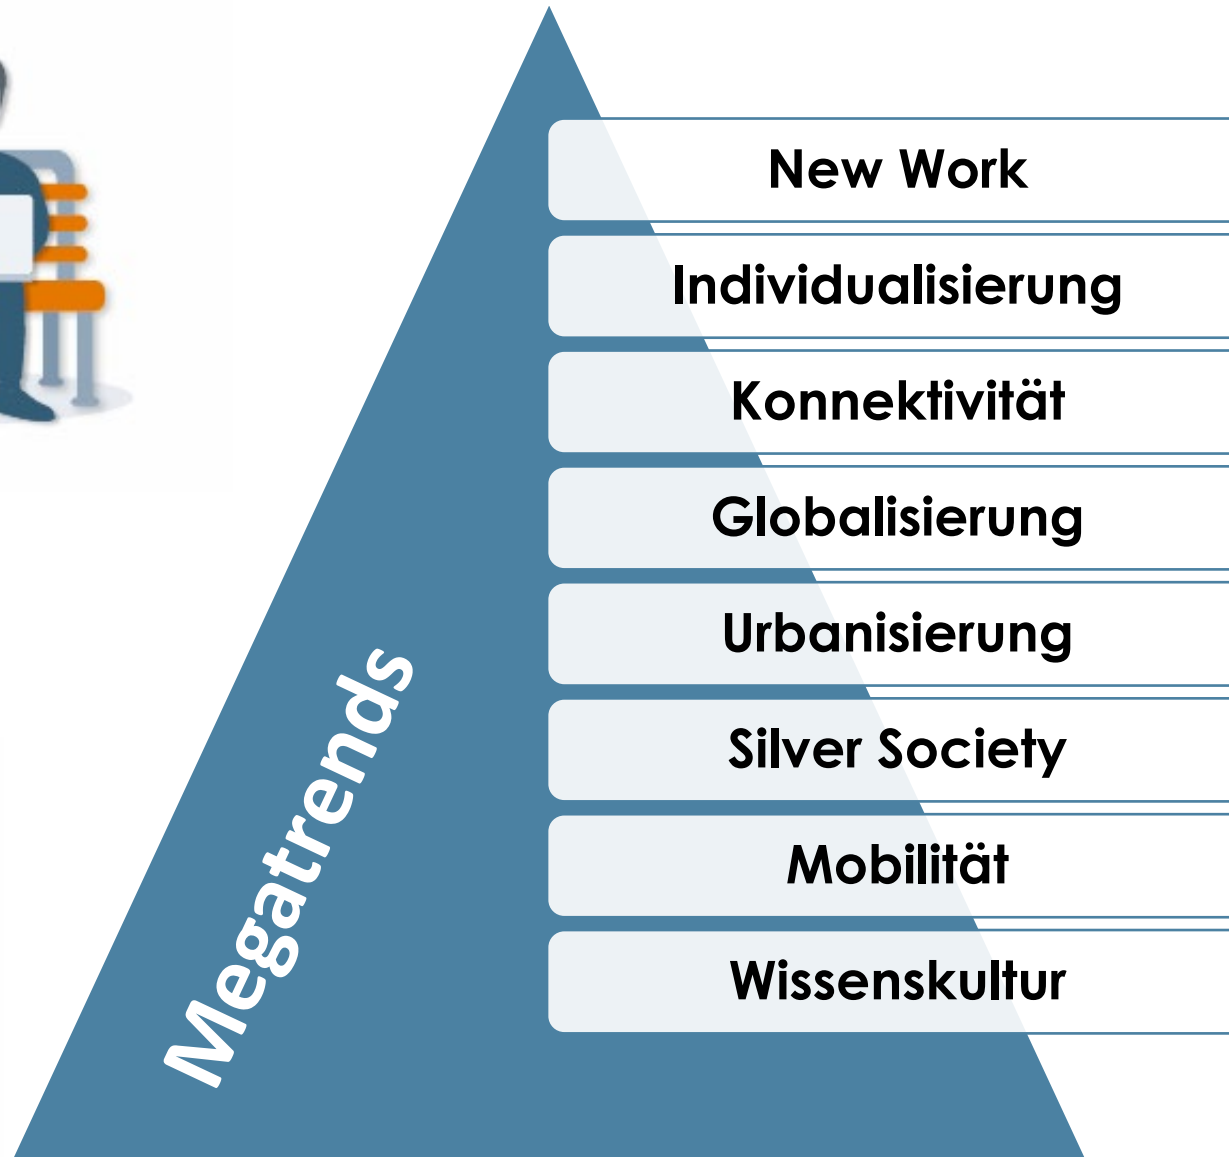 New Work
Individualisierung
Konnektivität
Globalisierung
Urbanisierung
Silver Society
Mobilität
Wissenskultur
Megatrends